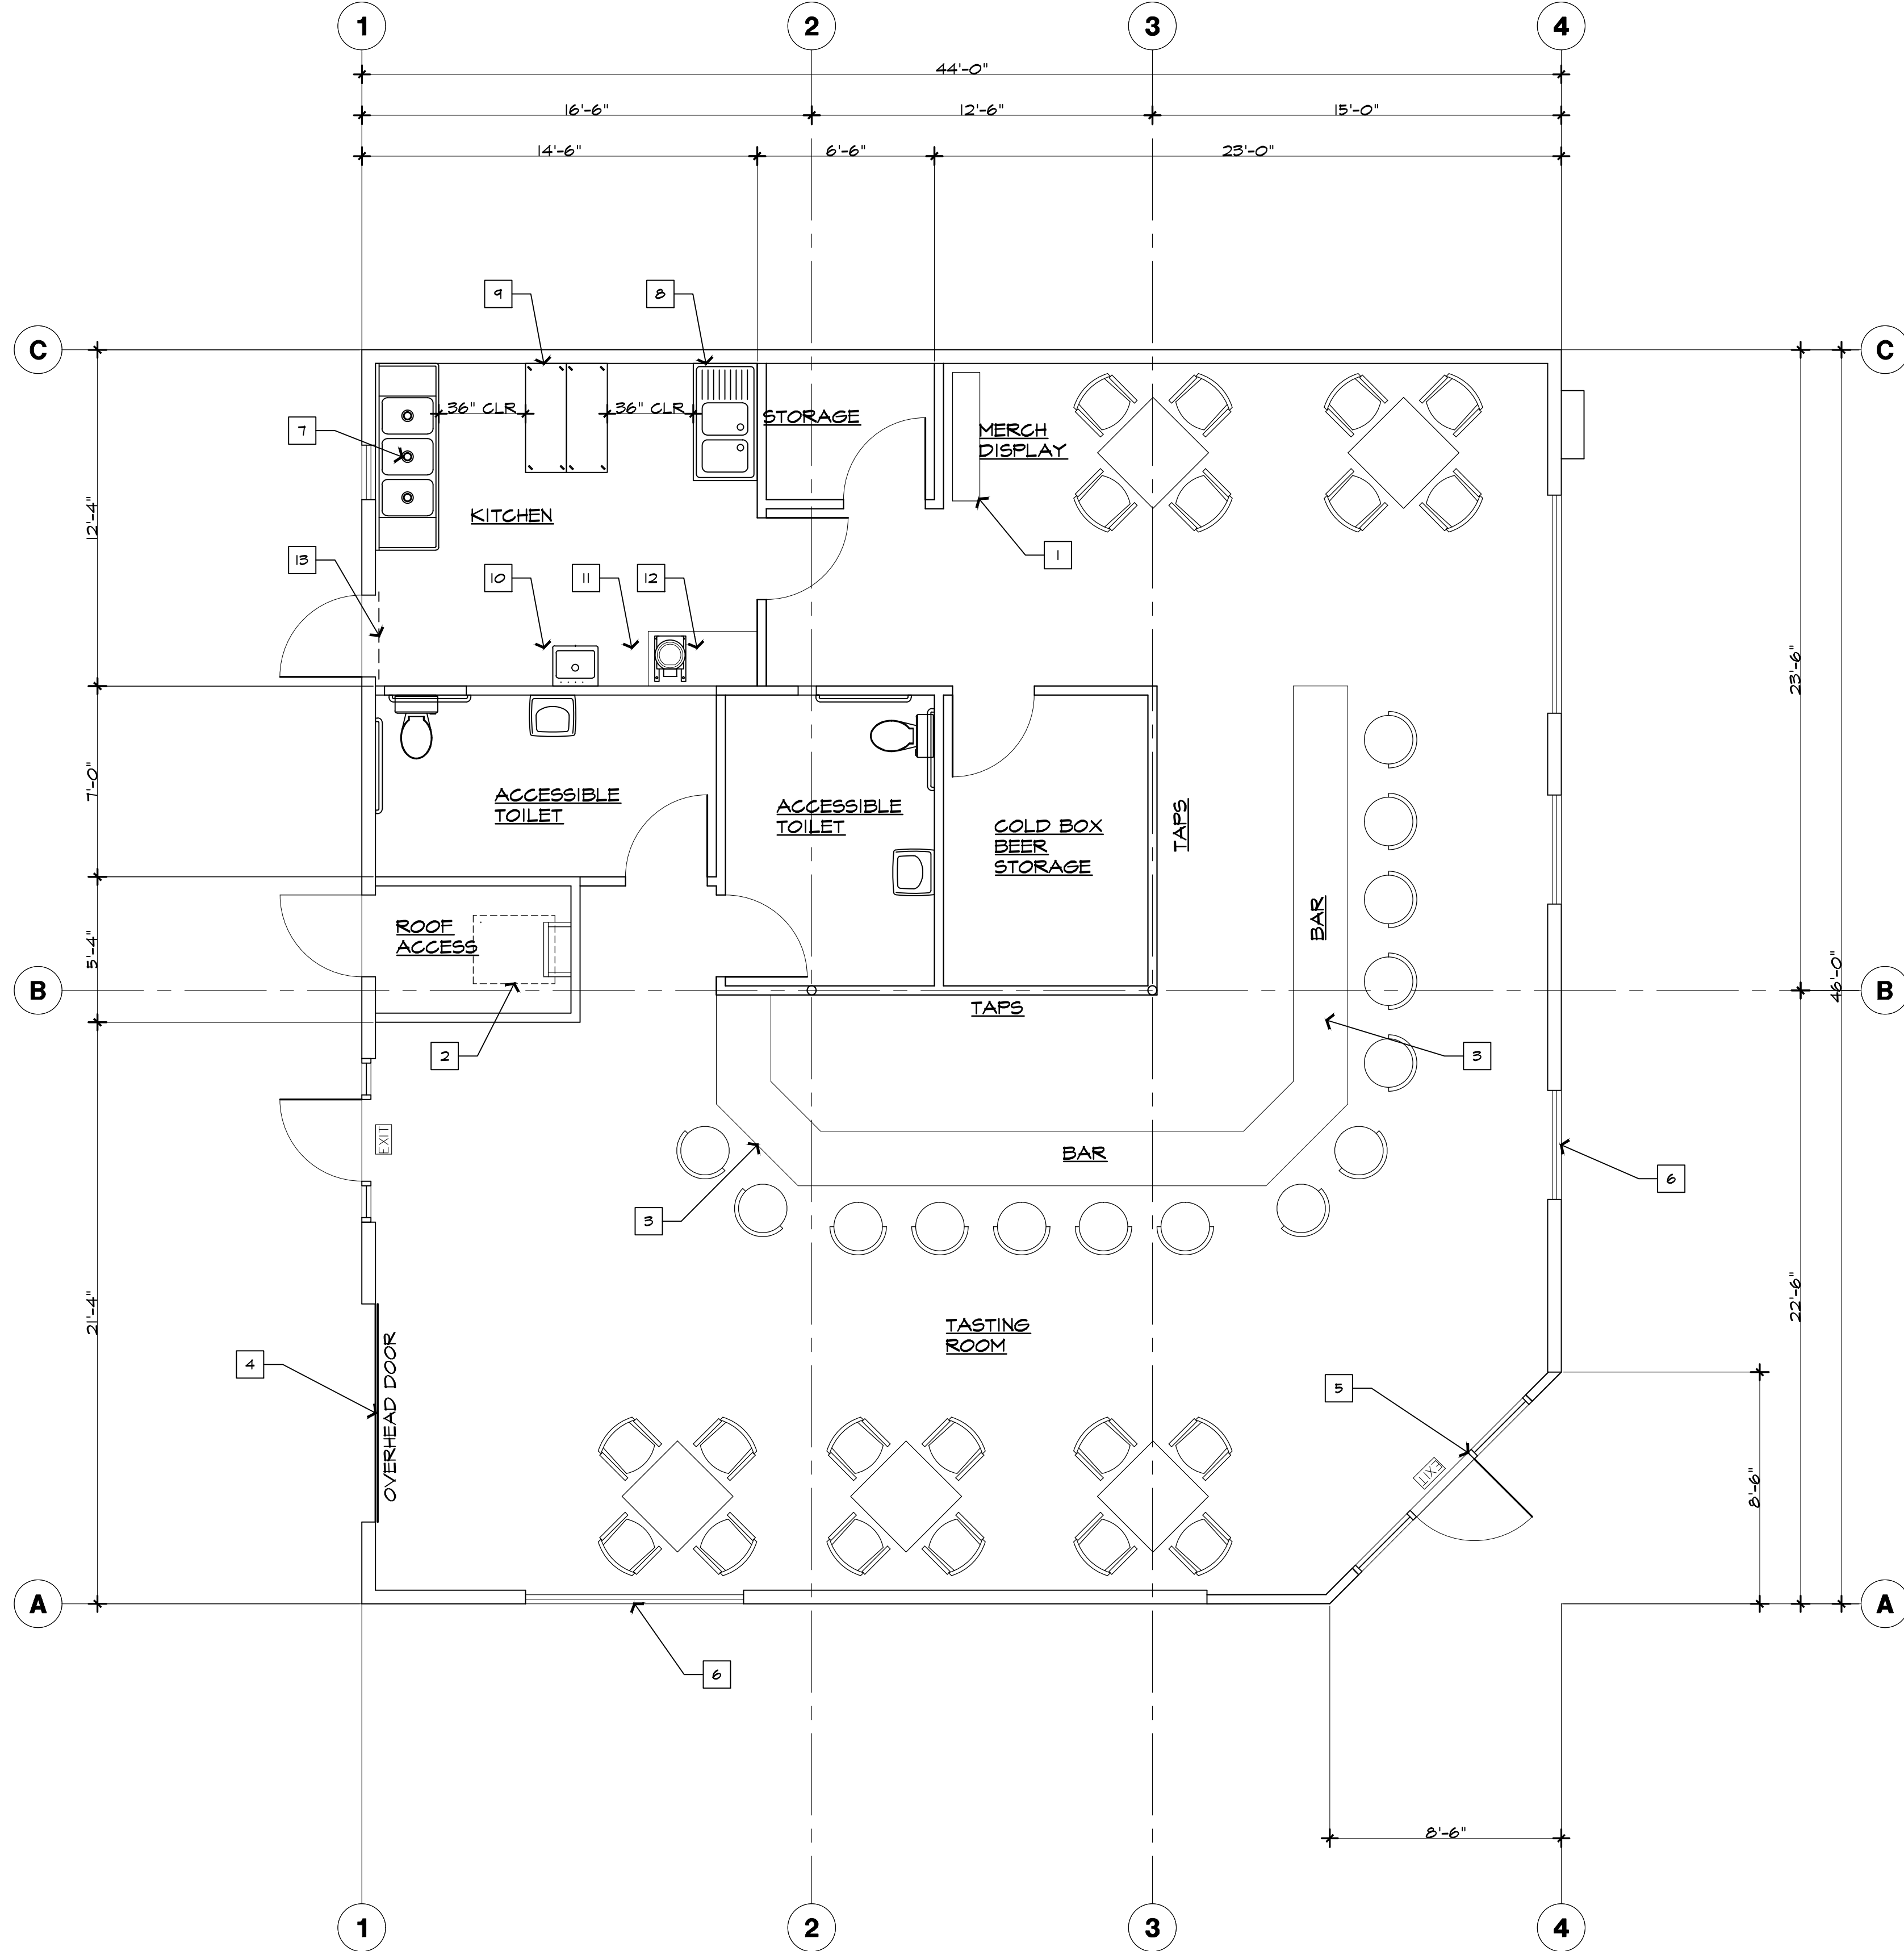 1 2 3 4
44'-0"
16'-6" 12'-6" 15'-0"
14'-6" 6'-6" 23'-0"
9 8
C C
36" CLR 36" CLR
STORAGE
7
MERCH
DISPLAY
12'-4"
KITCHEN
13
10 11 12
1
23'-6"
7'-0"
ACCESSIBLE
TOILET
ACCESSIBLE
TOILET
COLD BOX
BEER
STORAGE
TAPS
BAR
ROOF
ACCESS
5'-4"
46'-0"
B B
TAPS
2
3
EXIT
BAR
6
3
21'-4"
22'-6"
TASTING
ROOM
4
OVERHEAD DOOR
5
EXIT
8'-6"
A A
6
8'-6"
1 2 3 4